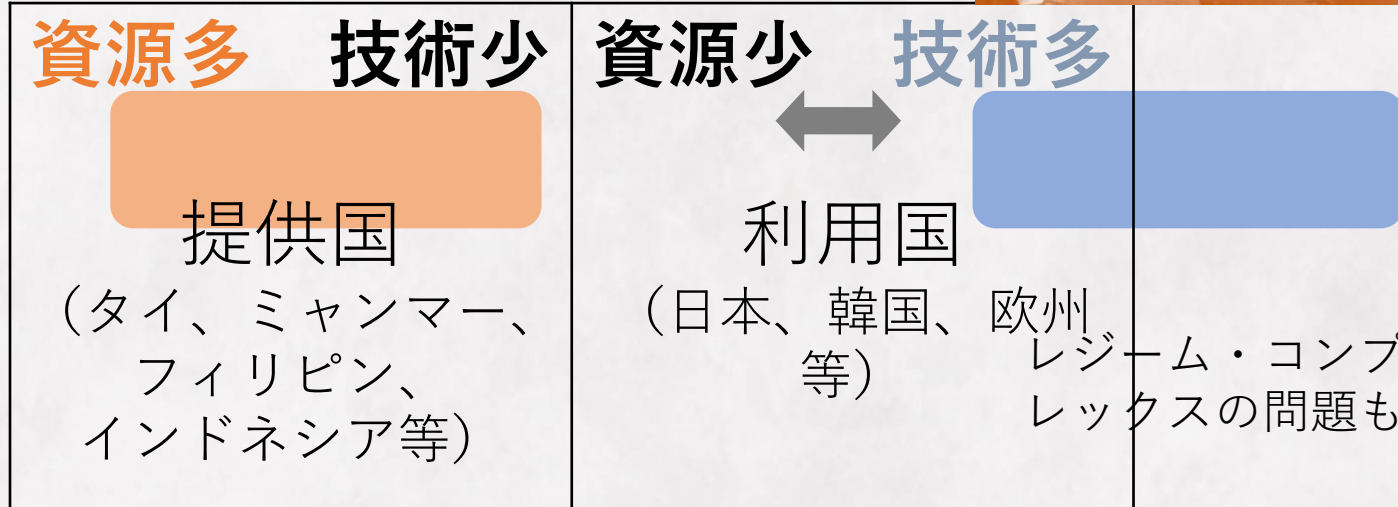 資源多 技術少
提供国
（タイ、ミャンマー、
フィリピン、
インドネシア等）
資源少 技術多
利用国
（日本、韓国、欧州
等）
レジーム・コンプ
レックスの問題も